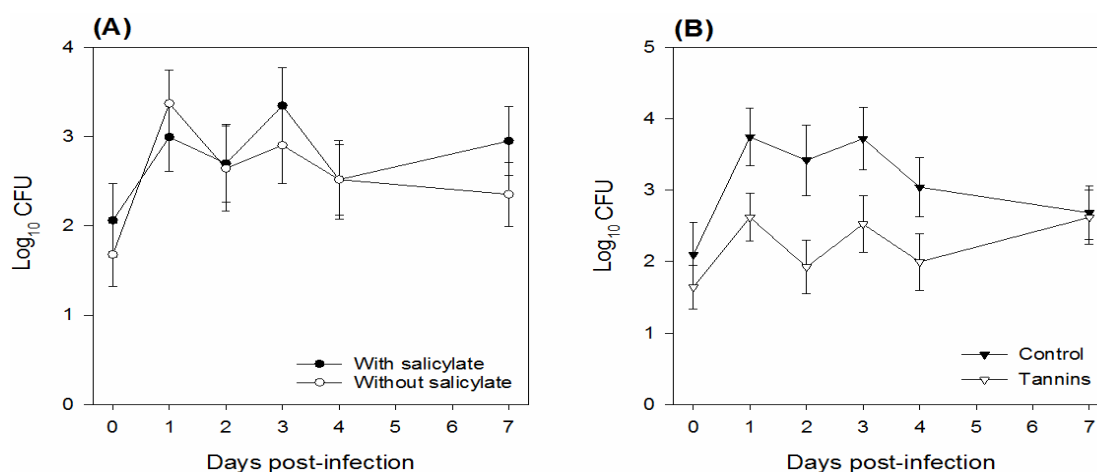 (A)
4
3
2
1
0
Log10 CFU
With salicylate
Without salicylate
0 1 2 3 4 5 6 7
Days post-infection
(B)
5
4
3
2
1
0
Log10 CFU
Control
Tannins
0 1 2 3 4 5 6 7
Days post-infection